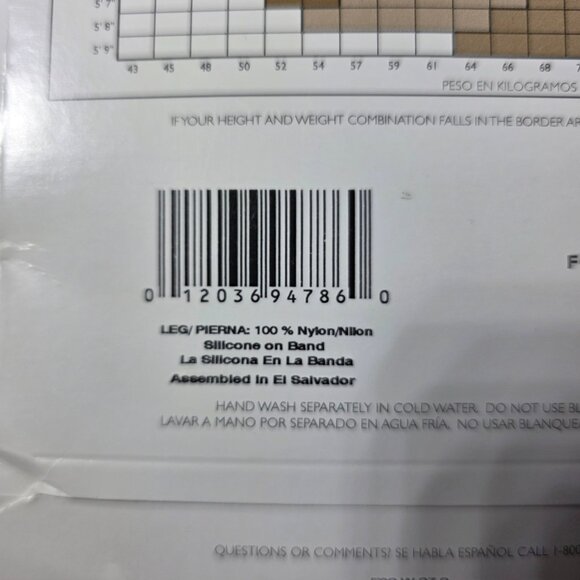 5' 7"
5' 8"
5' 9"
43 45 48 50 52 54 57 59 61 64 66 68
PESO EN KILOGRAMOS
IF YOUR HEIGHT AND WEIGHT COMBINATION FALLS IN THE BORDER AR
0 12036 94786 0
LEG/ PIERNA: 100 % Nylon/Nilon
Silicone on Band
La Silicona En La Banda
Assembled In El Salvador
HAND WASH SEPARATELY IN COLD WATER. DO NOT USE BL
LAVAR A MANO POR SEPARADO EN AGUA FRÍA. NO USAR BLANQUE
QUESTIONS OR COMMENTS? SE HABLA ESPAÑOL CALL 1-800